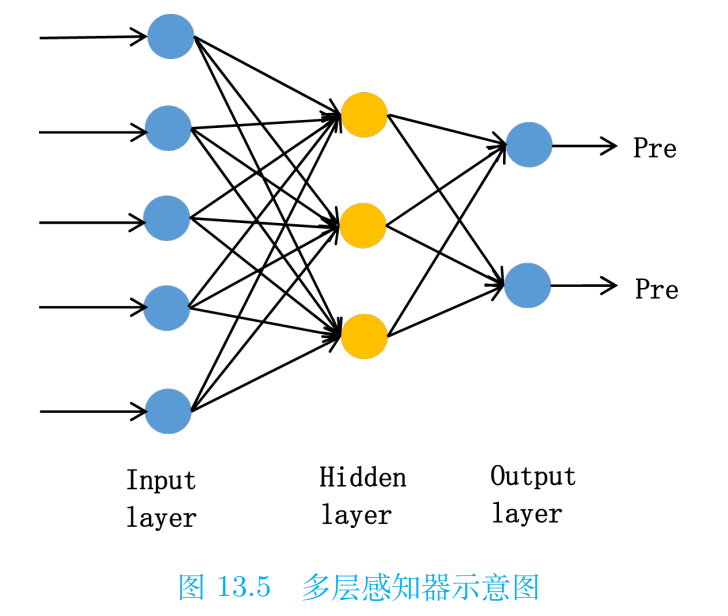 Pre
Pre
Input
layer
Hidden
layer
Output
layer
图 13.5 多层感知器示意图